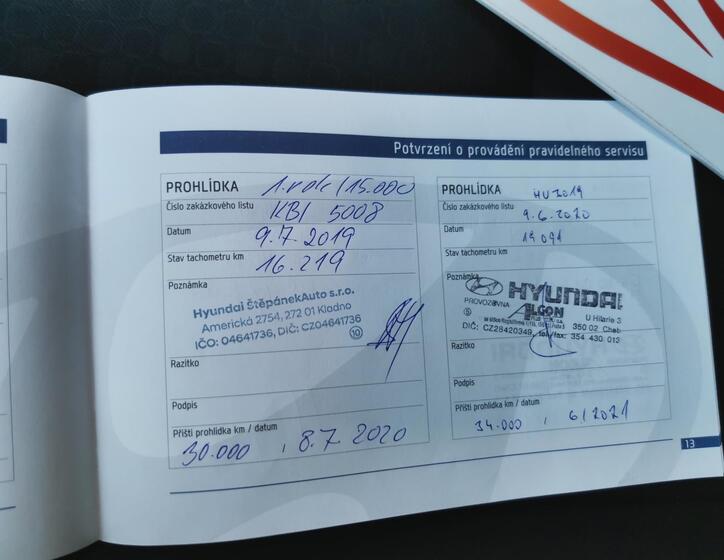 Potvrzení o provádění pravidelného servisu
PROHLÍDKA 1.rok/15.000
Číslo zakázkového listu KBI 5008
Datum 9.7.2019
Stav tachometru km 16.219
Poznámka
Hyundai ŠtěpánekAuto s.r.o.
Americká 2754, 272 01 Kladno
IČO: 04641736, DIČ: CZ04641736
10
Razítko
Podpis
Příští prohlídka km / datum
30.000 , 8.7.2020
PROHLÍDKA
Číslo zakázkového listu 9.6.2020
Datum
Stav tachometru km
Poznámka
HYUNDAI
PROVOZOVNA ALGON
U Hilarie 3
350 02 Cheb
DIČ: CZ28420349, tel./fax: 354 430 013
Razítko
Podpis
Příští prohlídka km / datum
34.000 , 6/2021
13